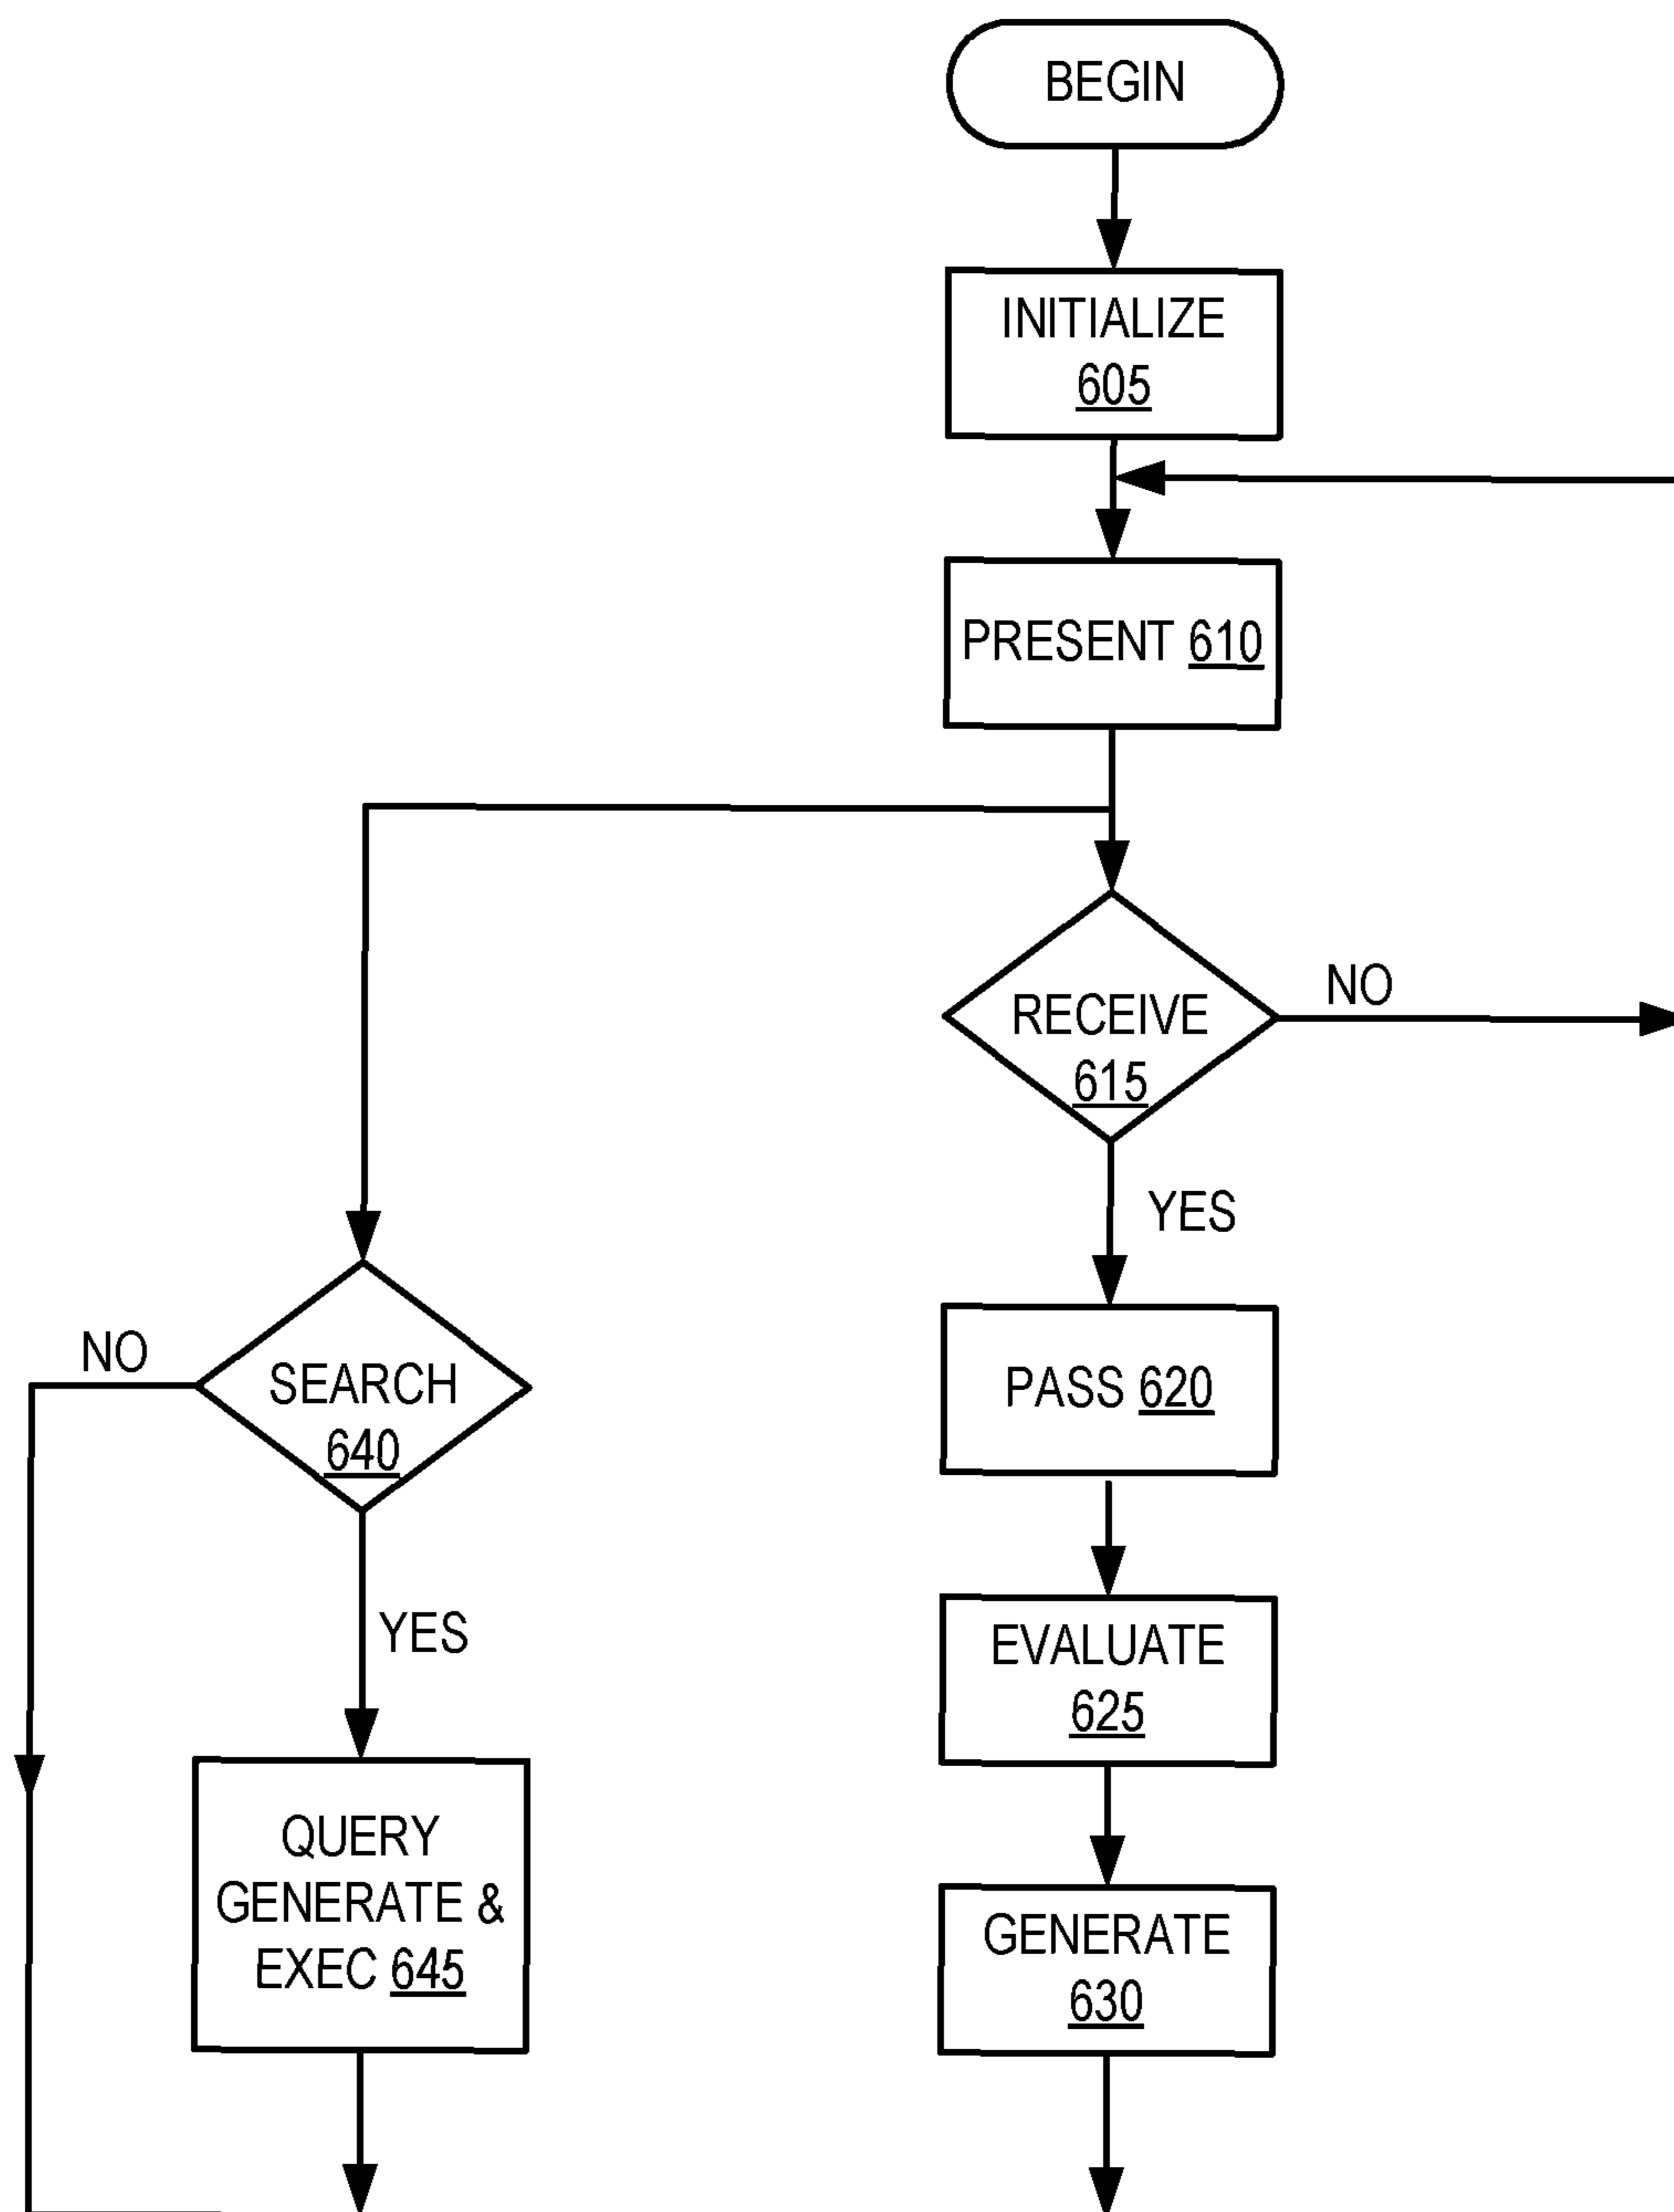 BEGIN
INITIALIZE
605
PRESENT 610
RECEIVE
615
NO
YES
PASS 620
NO
SEARCH
640
YES
EVALUATE
625
QUERY
GENERATE &
EXEC 645
GENERATE
630